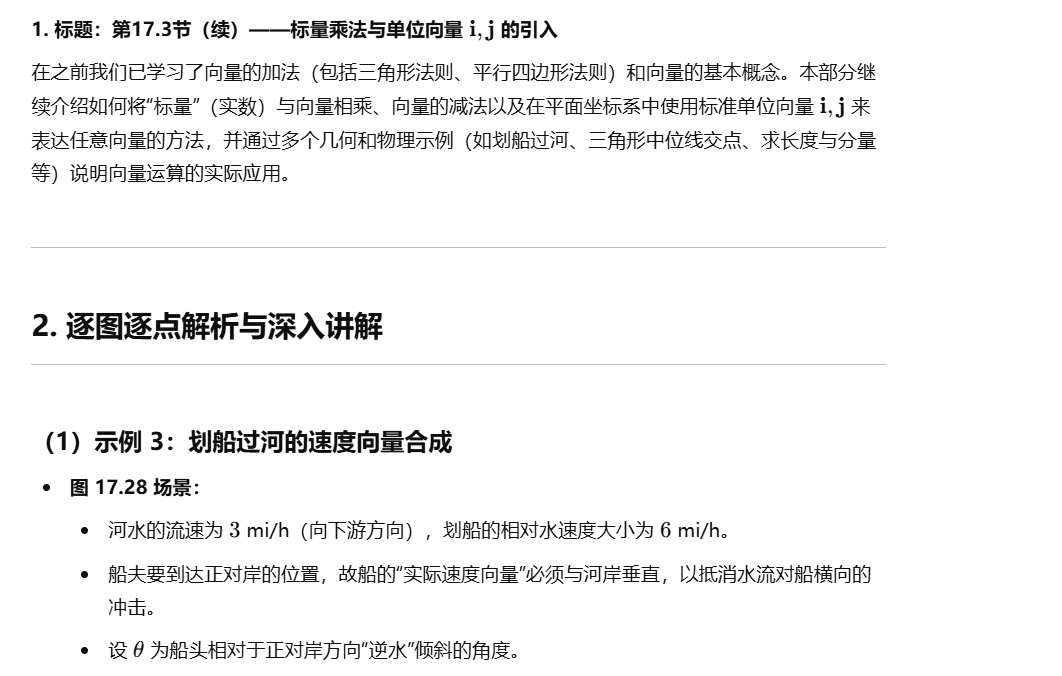 1. 标题：第17.3节（续）——标量乘法与单位向量 i, j 的引入
在之前我们已学习了向量的加法（包括三角形法则、平行四边形法则）和向量的基本概念。本部分继
续介绍如何将“标量”（实数）与向量相乘、向量的减法以及在平面坐标系中使用标准单位向量 i, j 来
表达任意向量的方法，并通过多个几何和物理示例（如划船过河、三角形中位线交点、求长度与分量
等）说明向量运算的实际应用。
2. 逐图逐点解析与深入讲解
（1）示例 3：划船过河的速度向量合成
• 图 17.28 场景：
• 河水的流速为 3 mi/h（向下游方向），划船的相对水速度大小为 6 mi/h。
• 船夫要到达正对岸的位置，故船的“实际速度向量”必须与河岸垂直，以抵消水流对船横向的
冲击。
• 设 θ 为船头相对于正对岸方向“逆水”倾斜的角度。